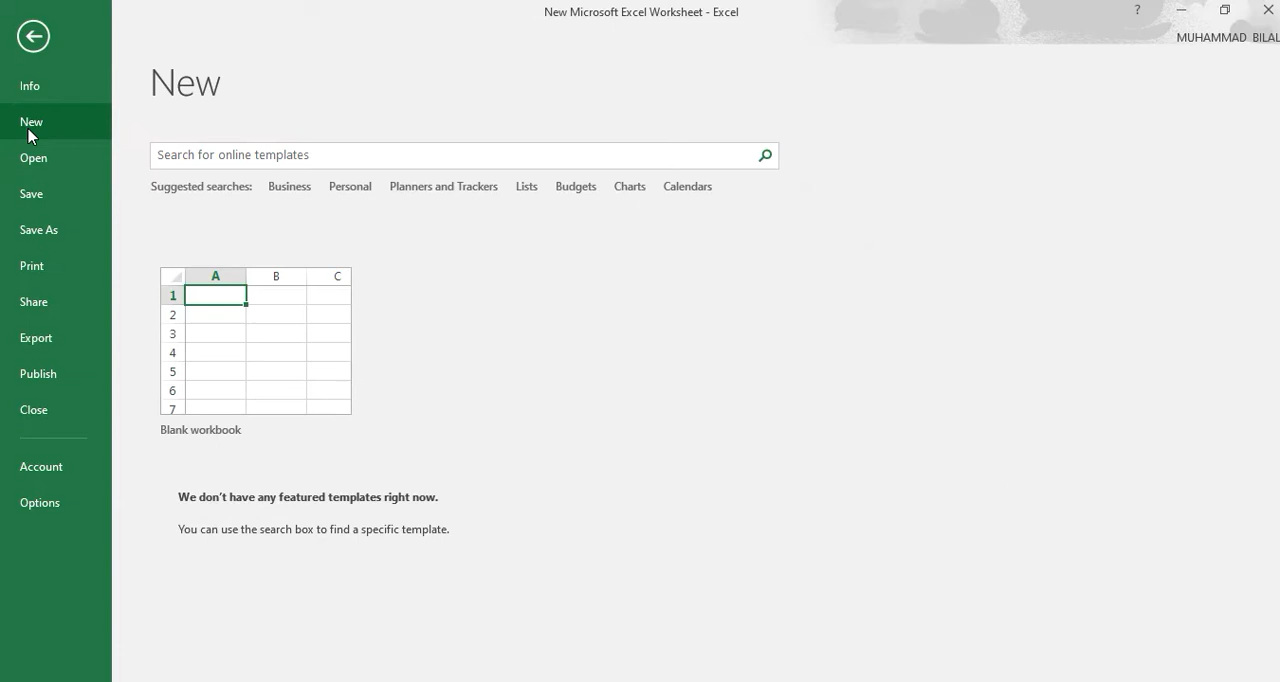 New Microsoft Excel Worksheet - Excel
?
MUHAMMAD BILAL
Info
New
Open
Save
Save As
Print
Share
Export
Publish
Close
Account
Options
New
Search for online templates
Suggested searches: Business Personal Planners and Trackers Lists Budgets Charts Calendars
A B C
1
2
3
4
5
6
7
Blank workbook
We don't have any featured templates right now.
You can use the search box to find a specific template.